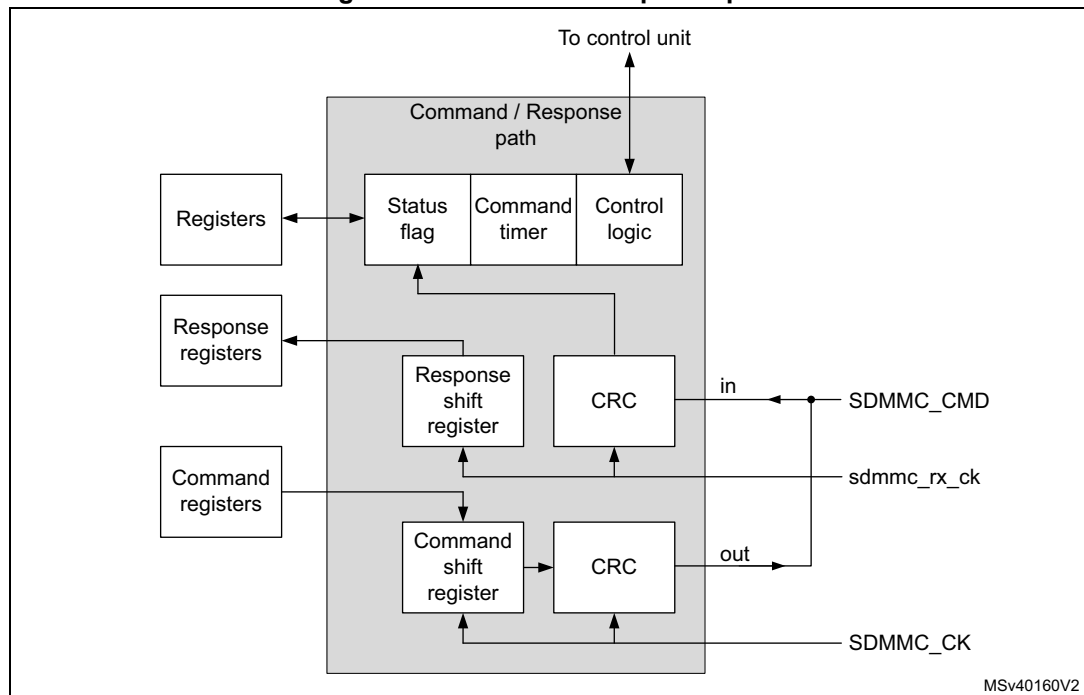 To control unit
Command / Response
path
Registers
Status
flag
Command
timer
Control
logic
Response
registers
Response
shift
register
CRC
in
SDMMC_CMD
sdmmc_rx_ck
Command
registers
Command
shift
register
CRC
out
SDMMC_CK
MSv40160V2